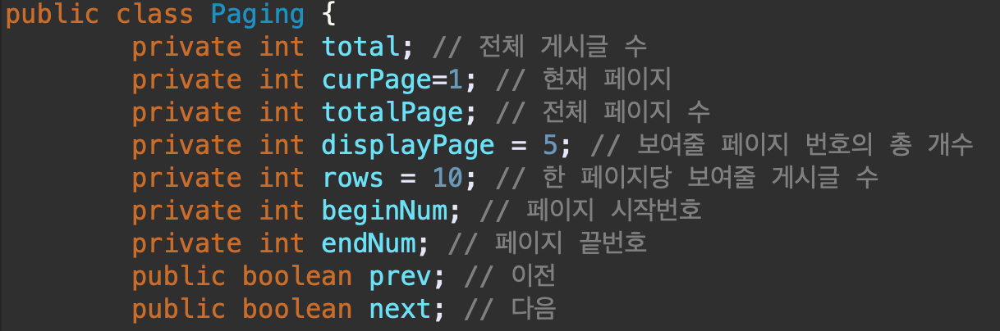 public class Paging {
private int total; // 전체 게시글 수
private int curPage=1; // 현재 페이지
private int totalPage; // 전체 페이지 수
private int displayPage = 5; // 보여줄 페이지 번호의 총 개수
private int rows = 10; // 한 페이지당 보여줄 게시글 수
private int beginNum; // 페이지 시작번호
private int endNum; // 페이지 끝번호
public boolean prev; // 이전
public boolean next; // 다음